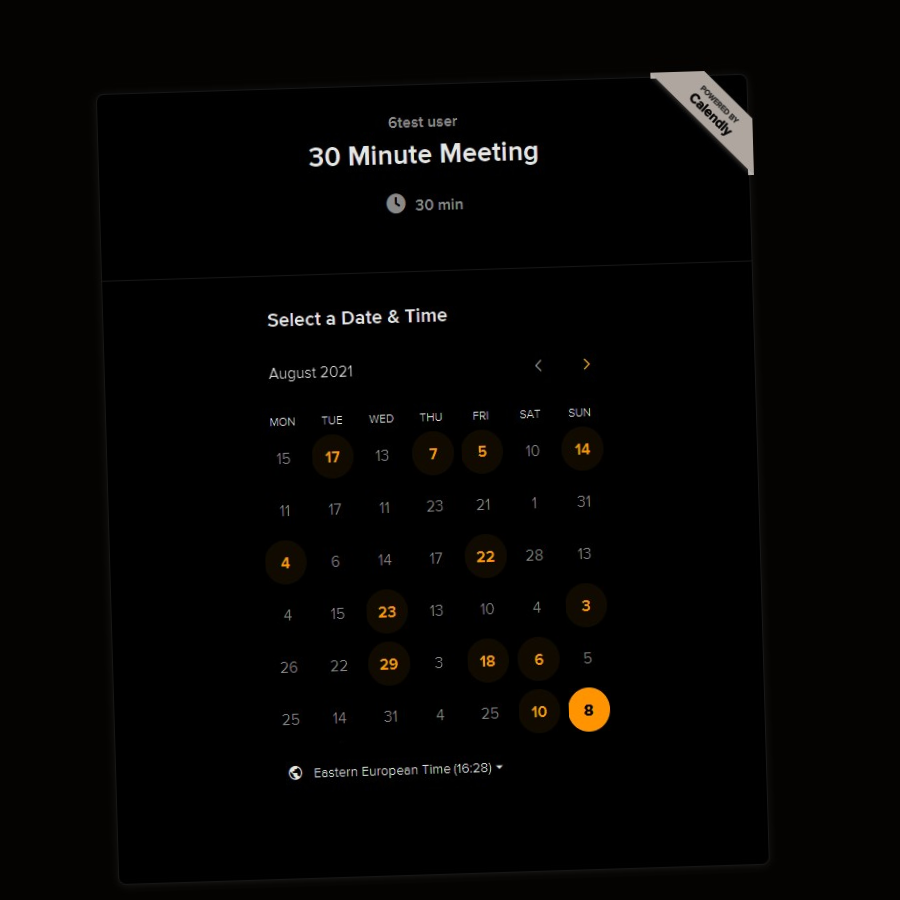 POWERED BY
Calendly
6test user
30 Minute Meeting
30 min
Select a Date & Time
August 2021
MON TUE WED THU FRI SAT SUN
15 17 13 7 5 10 14
11 17 11 23 21 1 31
4 6 14 17 22 28 13
4 15 23 13 10 4 3
26 22 29 3 18 6 5
25 14 31 4 25 10 8
Eastern European Time (16:28)